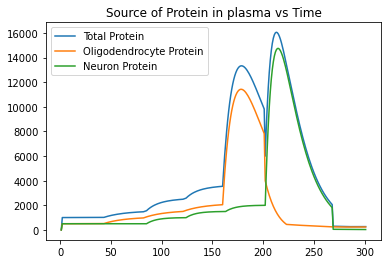 Source of Protein in plasma vs Time
Total Protein
Oligodendrocyte Protein
Neuron Protein
16000
14000
12000
10000
8000
6000
4000
2000
0
0 50 100 150 200 250 300